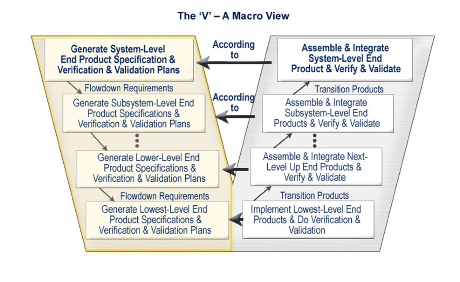 The 'V' – A Macro View
Generate System-Level
End Product Specification &
Verification & Validation Plans
According
to
Assemble & Integrate
System-Level End
Product & Verify & Validate
Flowdown Requirements
Transition Products
Generate Subsystem-Level End
Product Specifications &
Verification & Validation Plans
According
to
Assemble & Integrate
Subsystem-Level End
Products & Verify & Validate
Generate Lower-Level End
Product Specifications &
Verification & Validation Plans
Assemble & Integrate Next-
Level Up End Products &
Verify & Validate
Flowdown Requirements
Transition Products
Generate Lowest-Level End
Product Specifications &
Verification & Validation Plans
Implement Lowest-Level End
Products & Do Verification &
Validation